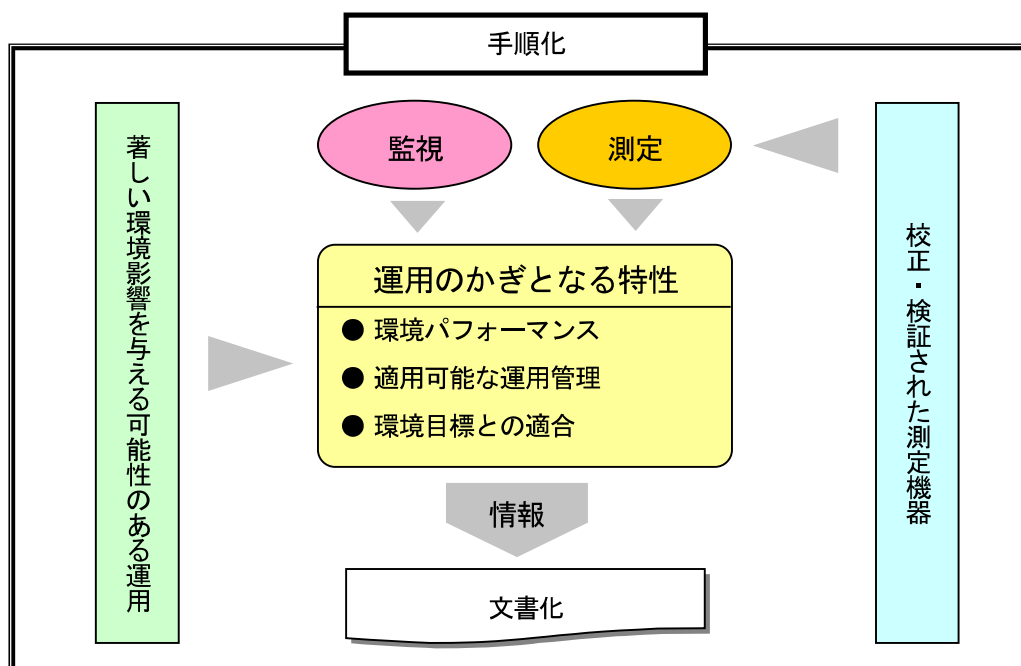 手順化
著しい環境影響を与える可能性のある運用
監視
測定
運用のかぎとなる特性
● 環境パフォーマンス
● 適用可能な運用管理
● 環境目標との適合
情報
文書化
校正・検証された測定機器